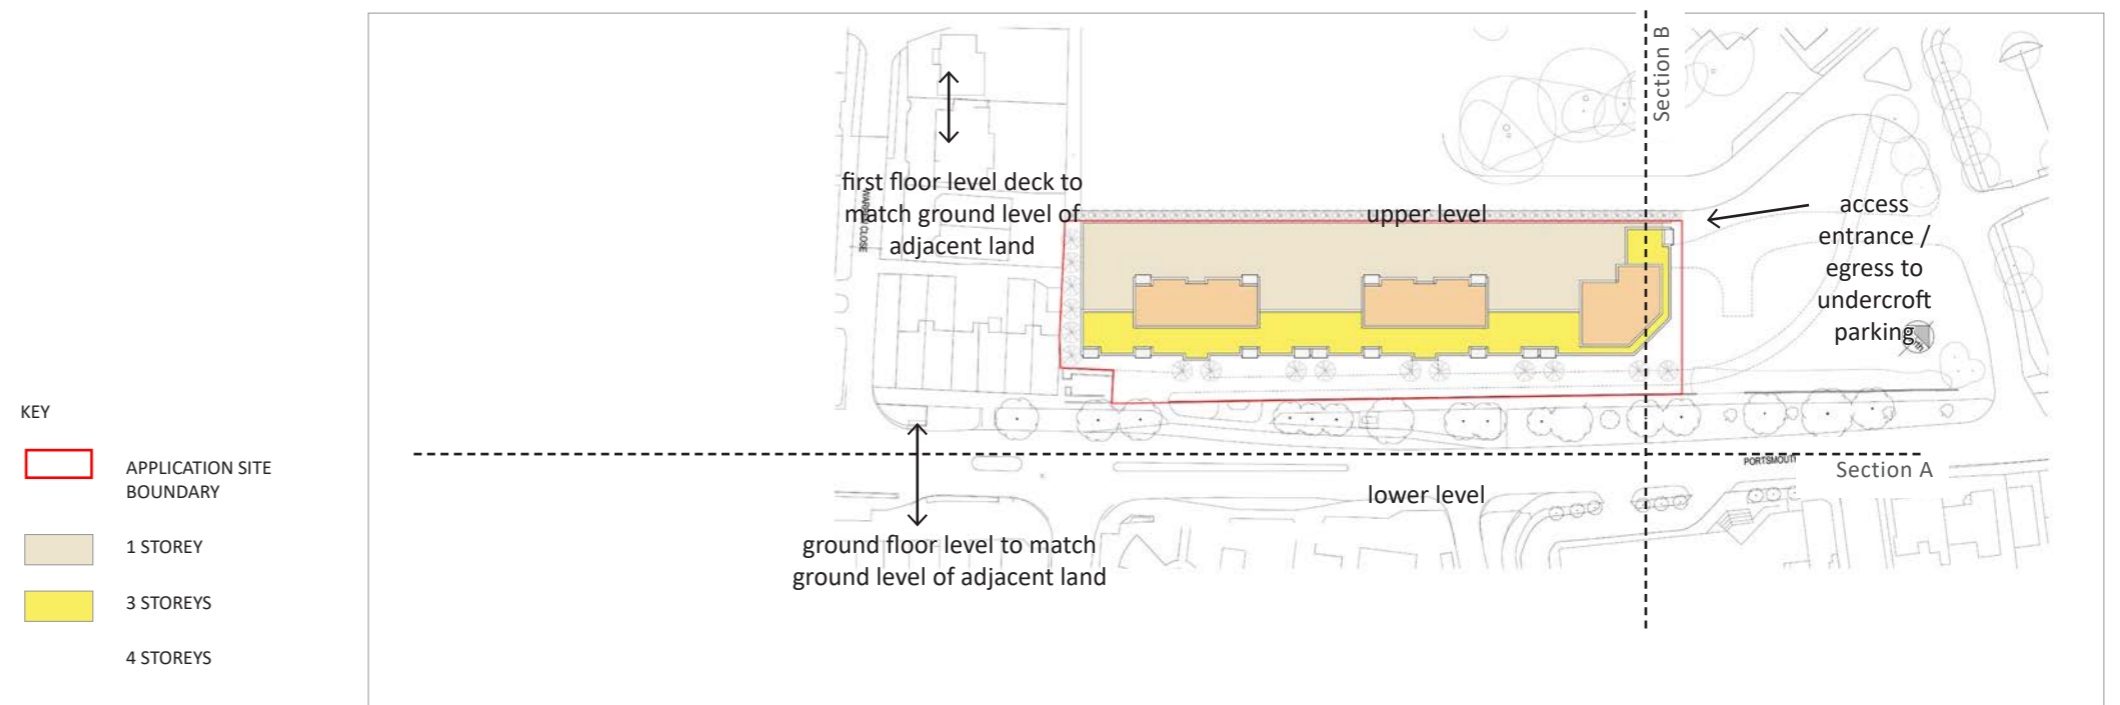 Section B
first floor level deck to
match ground level of
adjacent land
upper level
access
entrance /
egress to
undercroft
parking
CLOSE
KEY
APPLICATION SITE
BOUNDARY
1 STOREY
3 STOREYS
4 STOREYS
PORTSMOUT
Section A
lower level
ground floor level to match
ground level of adjacent land